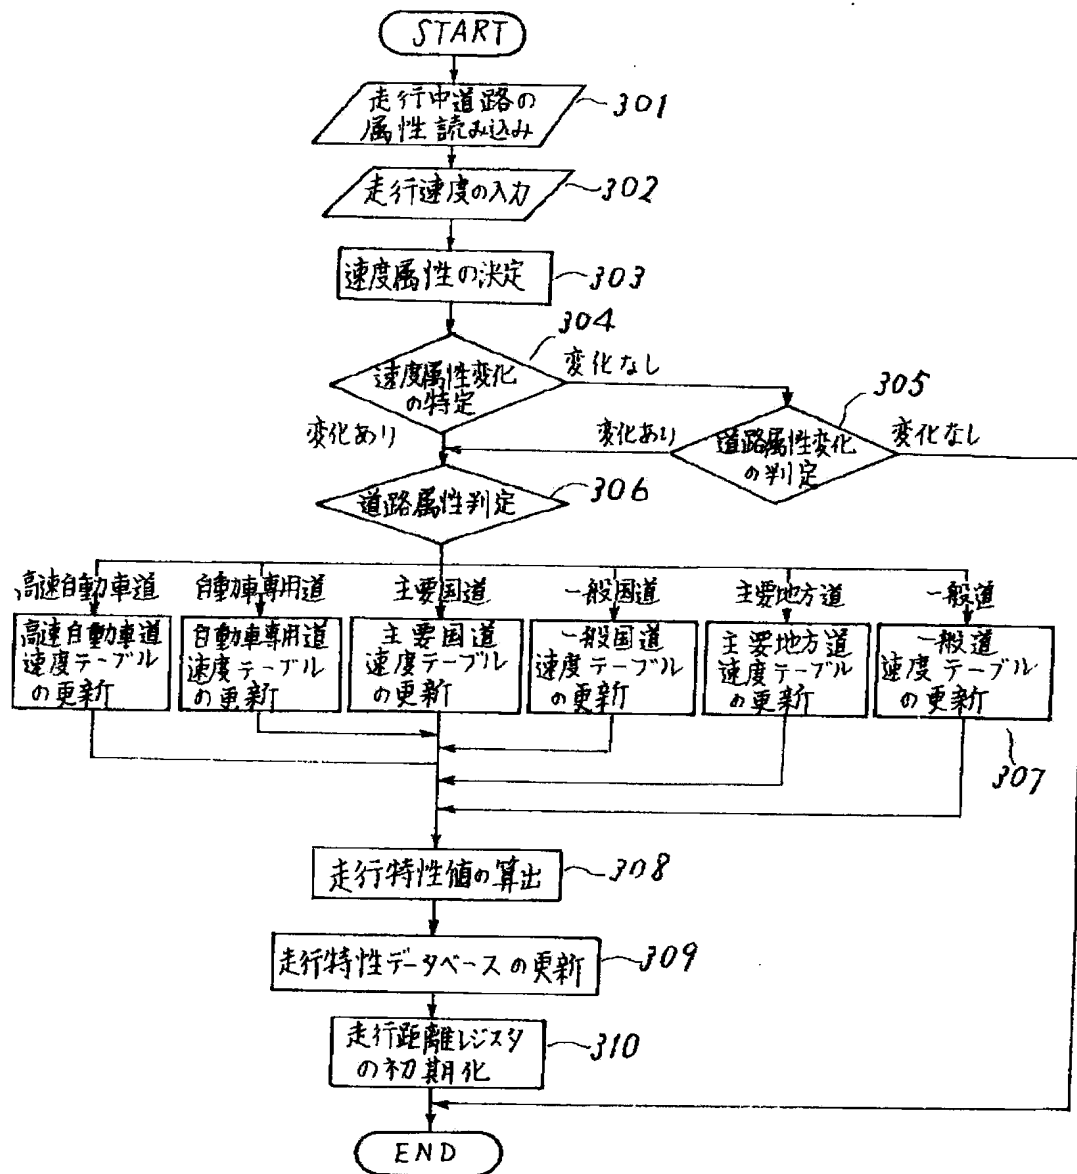 START
走行中道路の
属性読み込み
301
走行速度の入力
302
速度属性の決定
303
304
速度属性変化
の特定
変化なし
変化あり
305
道路属性変化
の判定
変化あり
変化なし
道路属性判定
306
高速自動車道
自動車専用道
主要国道
一般国道
主要地方道
一般道
高速自動車道
速度テーブル
の更新
自動車専用道
速度テーブル
の更新
主要国道
速度テーブル
の更新
一般国道
速度テーブル
の更新
主要地方道
速度テーブル
の更新
一般道
速度テーブル
の更新
307
走行特性値の算出
308
走行特性データベースの更新
309
走行距離レジスタ
の初期化
310
END